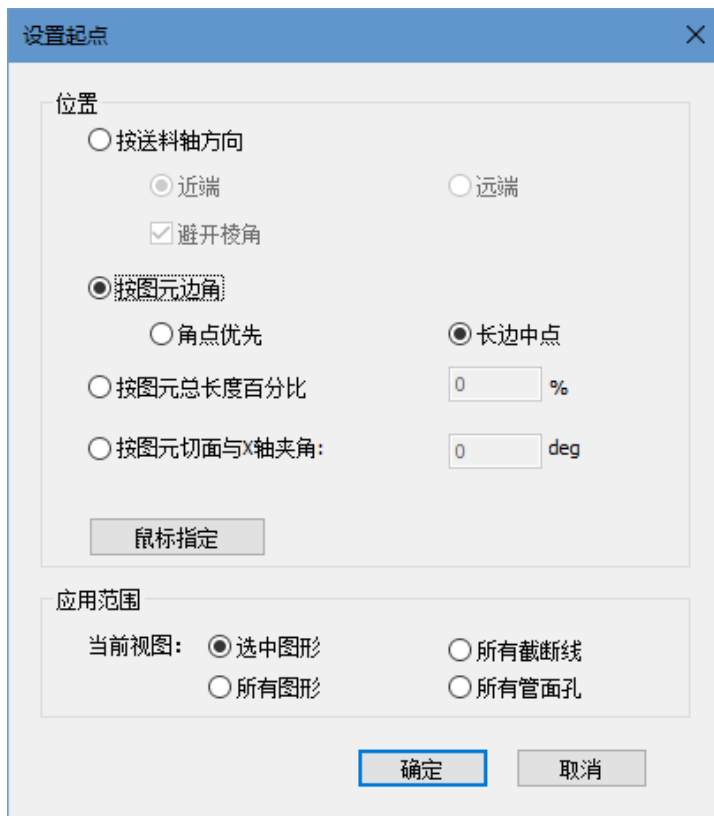 设置起点
位置
按送料轴方向
近端 远端
避开棱角
按图元边角
角点优先 长边中点
按图元总长度百分比 0 %
按图元切面与X轴夹角: 0 deg
鼠标指定
应用范围
当前视图: 选中图形 所有截断线
所有图形 所有管面孔
确定 取消